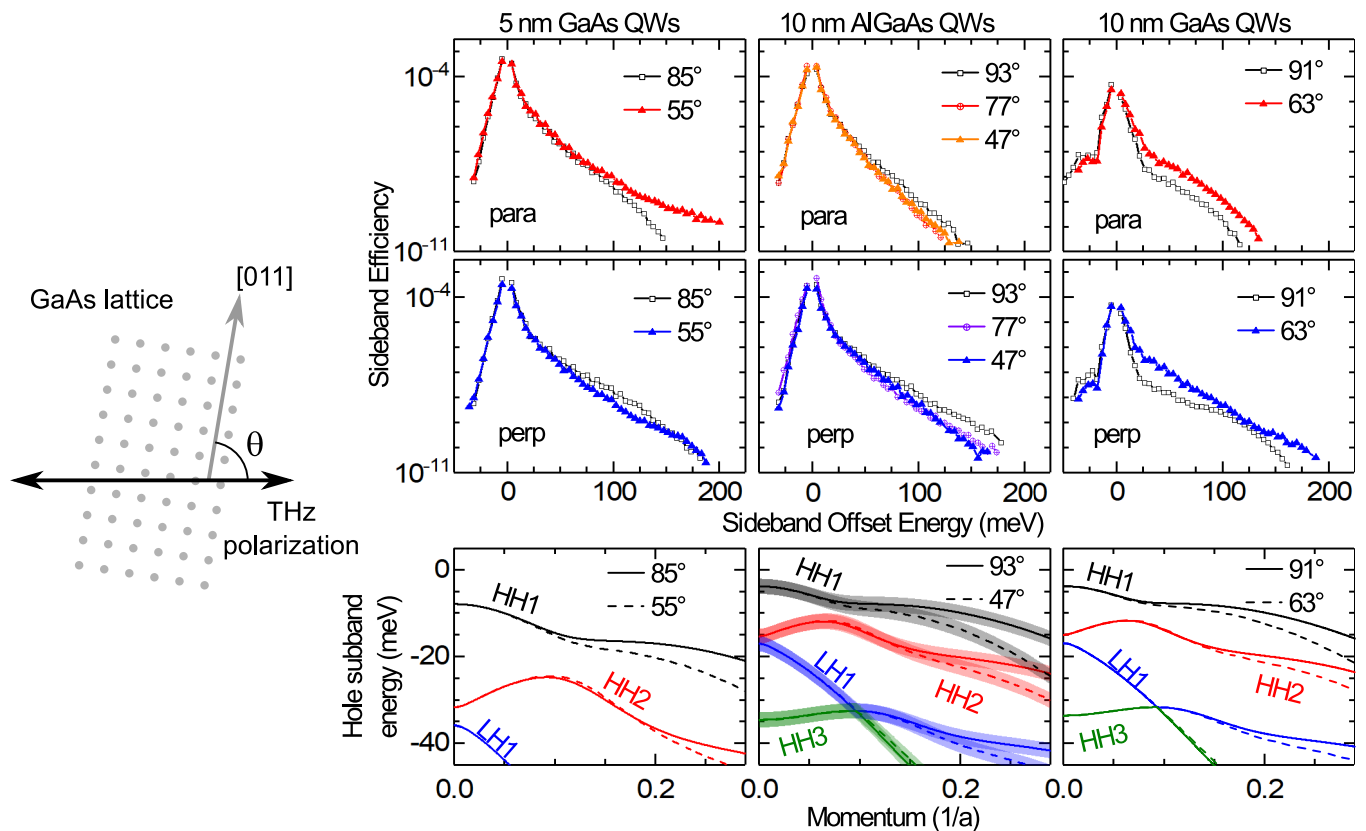 5 nm GaAs QWs
10 nm AlGaAs QWs
10 nm GaAs QWs
Sideband Efficiency
10-4
85°
55°
para
10-11
93°
77°
47°
para
91°
63°
para
10-4
85°
55°
perp
10-11
93°
77°
47°
perp
91°
63°
perp
0 100 200
0 100 200
0 100 200
Sideband Offset Energy (meV)
[011]
GaAs lattice
θ
THz
polarization
Hole subband
energy (meV)
0
-20
-40
HH1
85°
55°
HH2
LH1
HH1
93°
47°
LH1
HH2
HH3
HH1
91°
63°
LH1
HH2
HH3
0.0 0.2
0.0 0.2
0.0 0.2
Momentum (1/a)